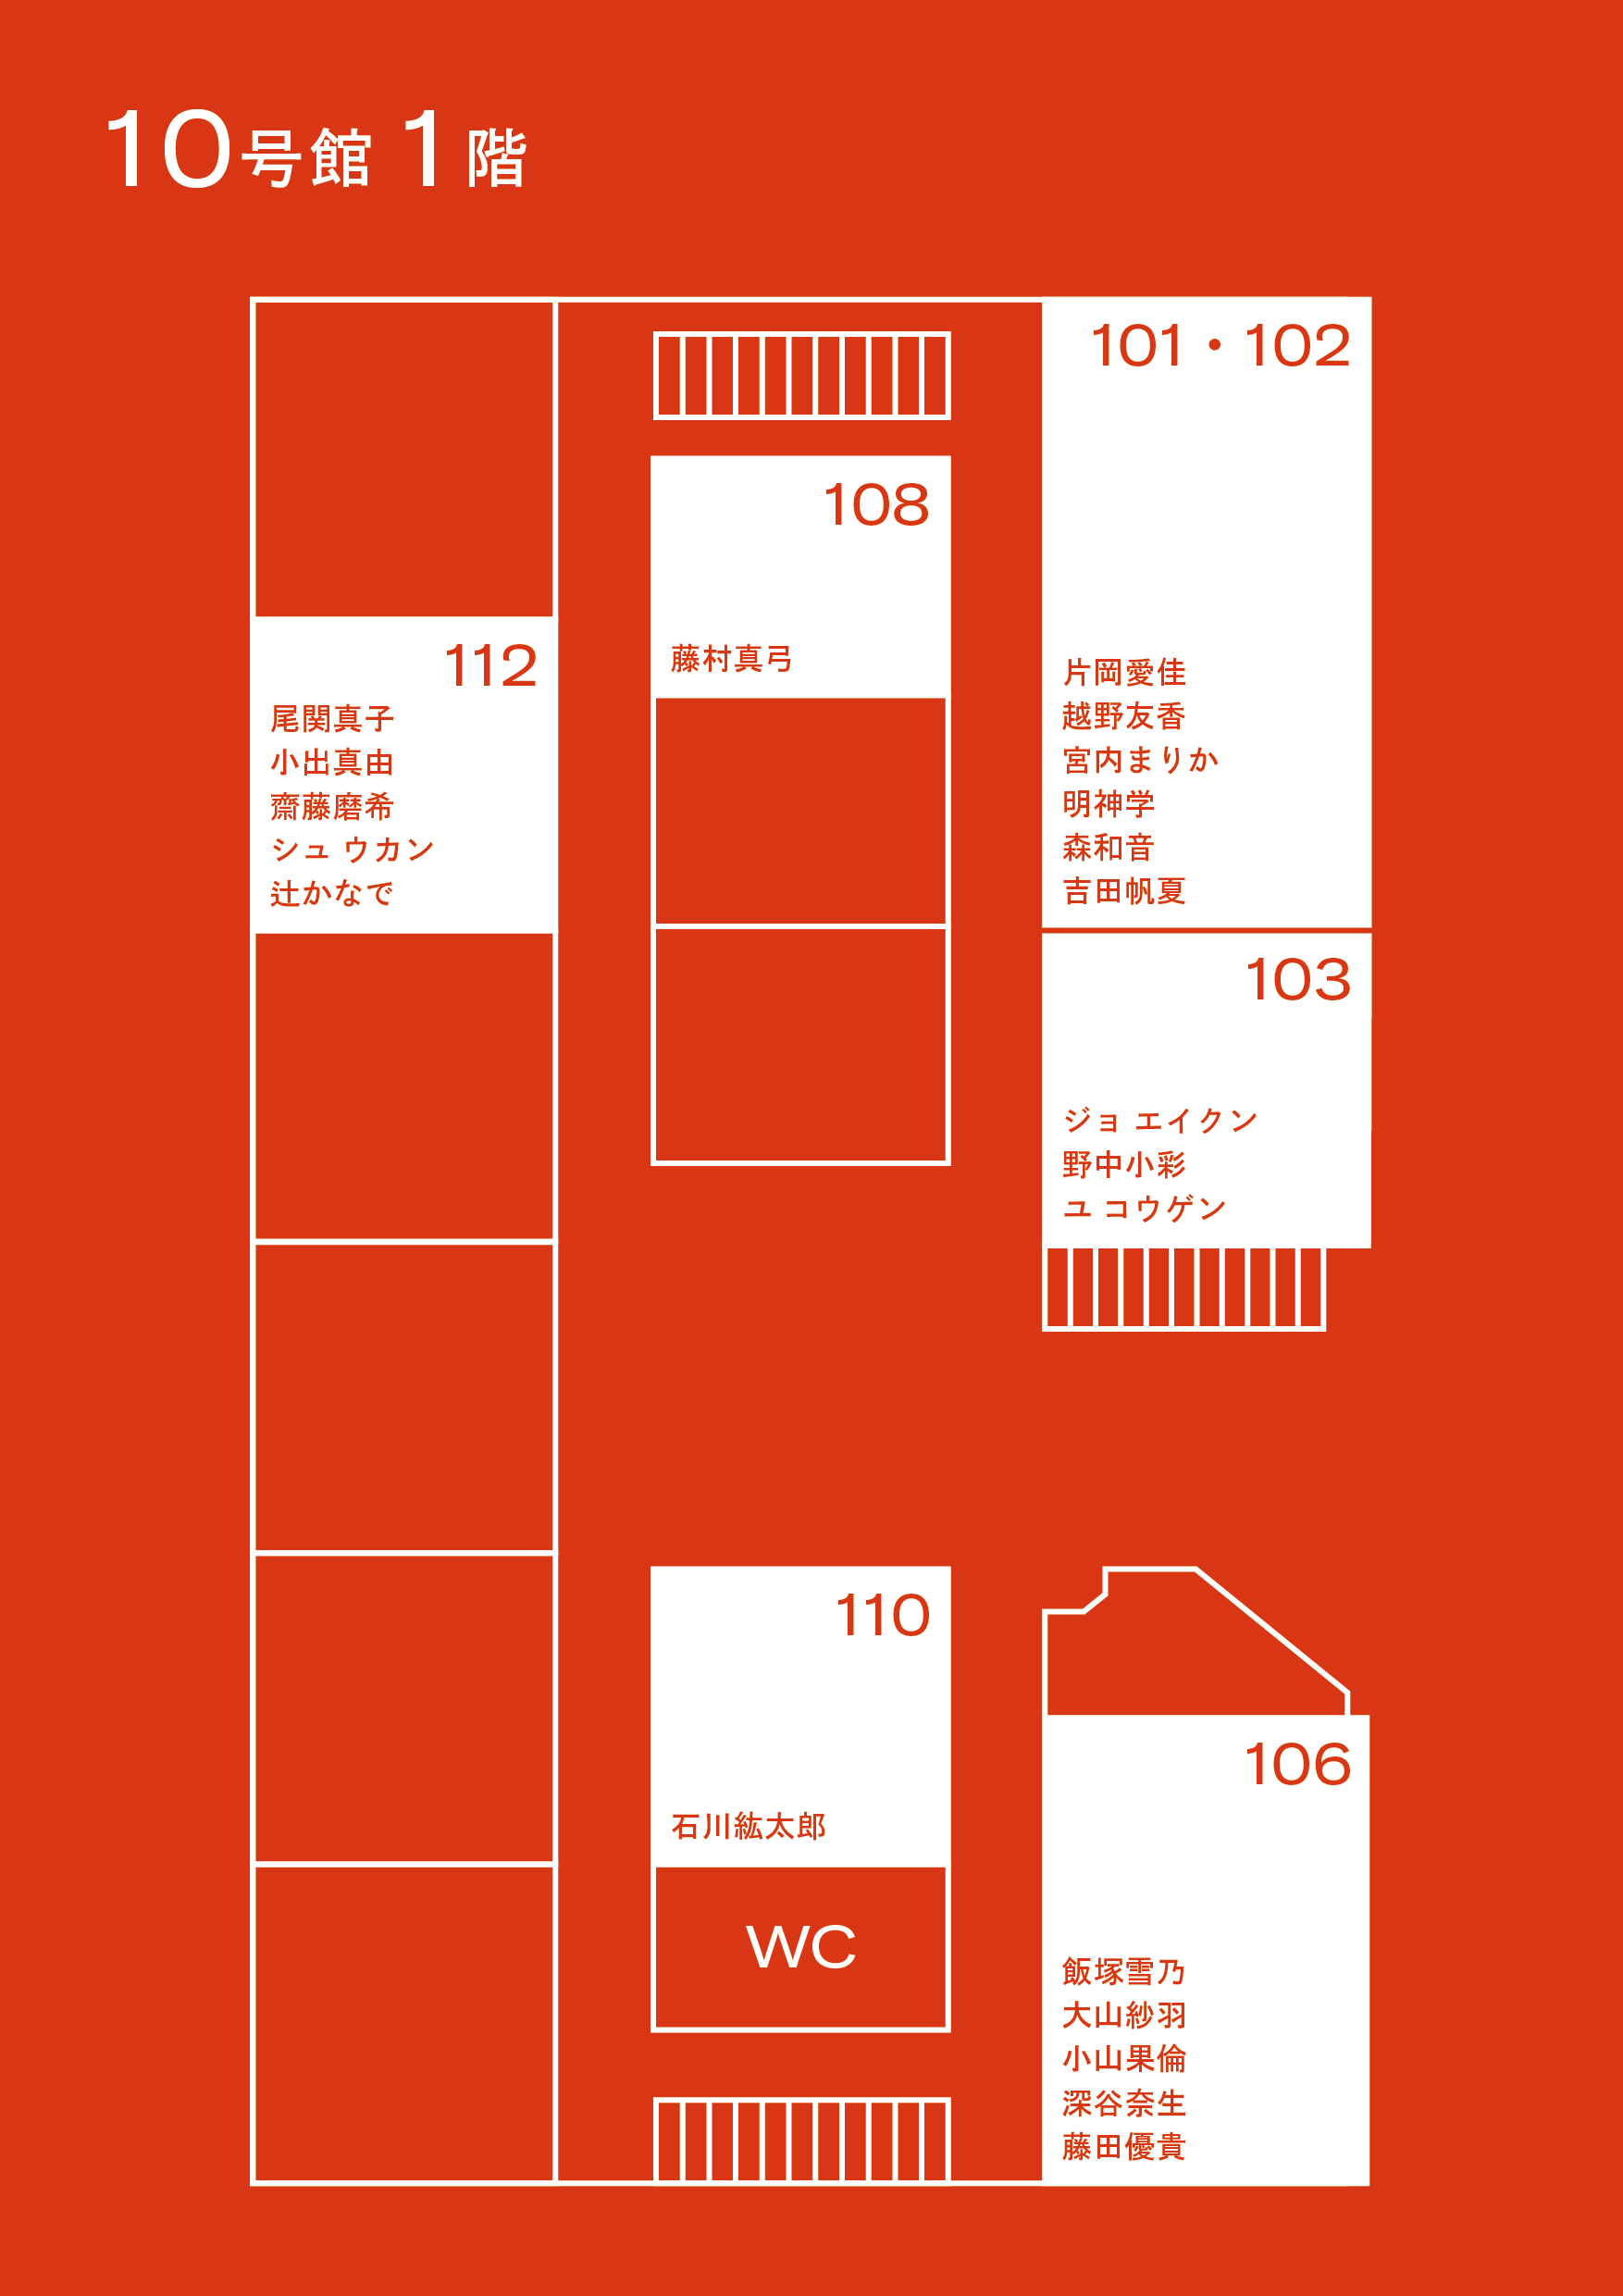 10号館 1階
101・102
片岡愛佳
越野友香
宮内まりか
明神学
森和音
吉田帆夏
108
藤村真弓
112
尾関真子
小出真由
齋藤磨希
シュ ウカン
辻かなで
103
ジョ エイクン
野中小彩
ユ コウゲン
110
石川紘太郎
WC
106
飯塚雪乃
大山紗羽
小山果倫
深谷奈生
藤田優貴